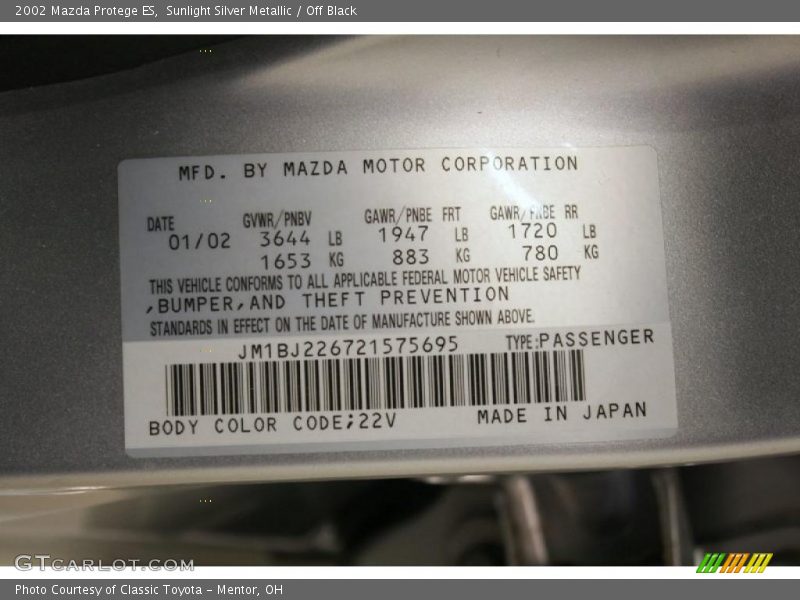 2002 Mazda Protege ES,  Sunlight Silver Metallic / Off Black
MFD. BY MAZDA MOTOR CORPORATION
DATE GVWR/PNBV GAWR/PNBE FRT GAWR/PNBE RR
01/02 3644 LB 1947 LB 1720 LB
1653 KG 883 KG 780 KG
THIS VEHICLE CONFORMS TO ALL APPLICABLE FEDERAL MOTOR VEHICLE SAFETY
,BUMPER,AND THEFT PREVENTION
STANDARDS IN EFFECT ON THE DATE OF MANUFACTURE SHOWN ABOVE.
JM1BJ226721575695 TYPE:PASSENGER
BODY COLOR CODE;22V MADE IN JAPAN
GTCARLOT.COM
Photo Courtesy of Classic Toyota - Mentor, OH